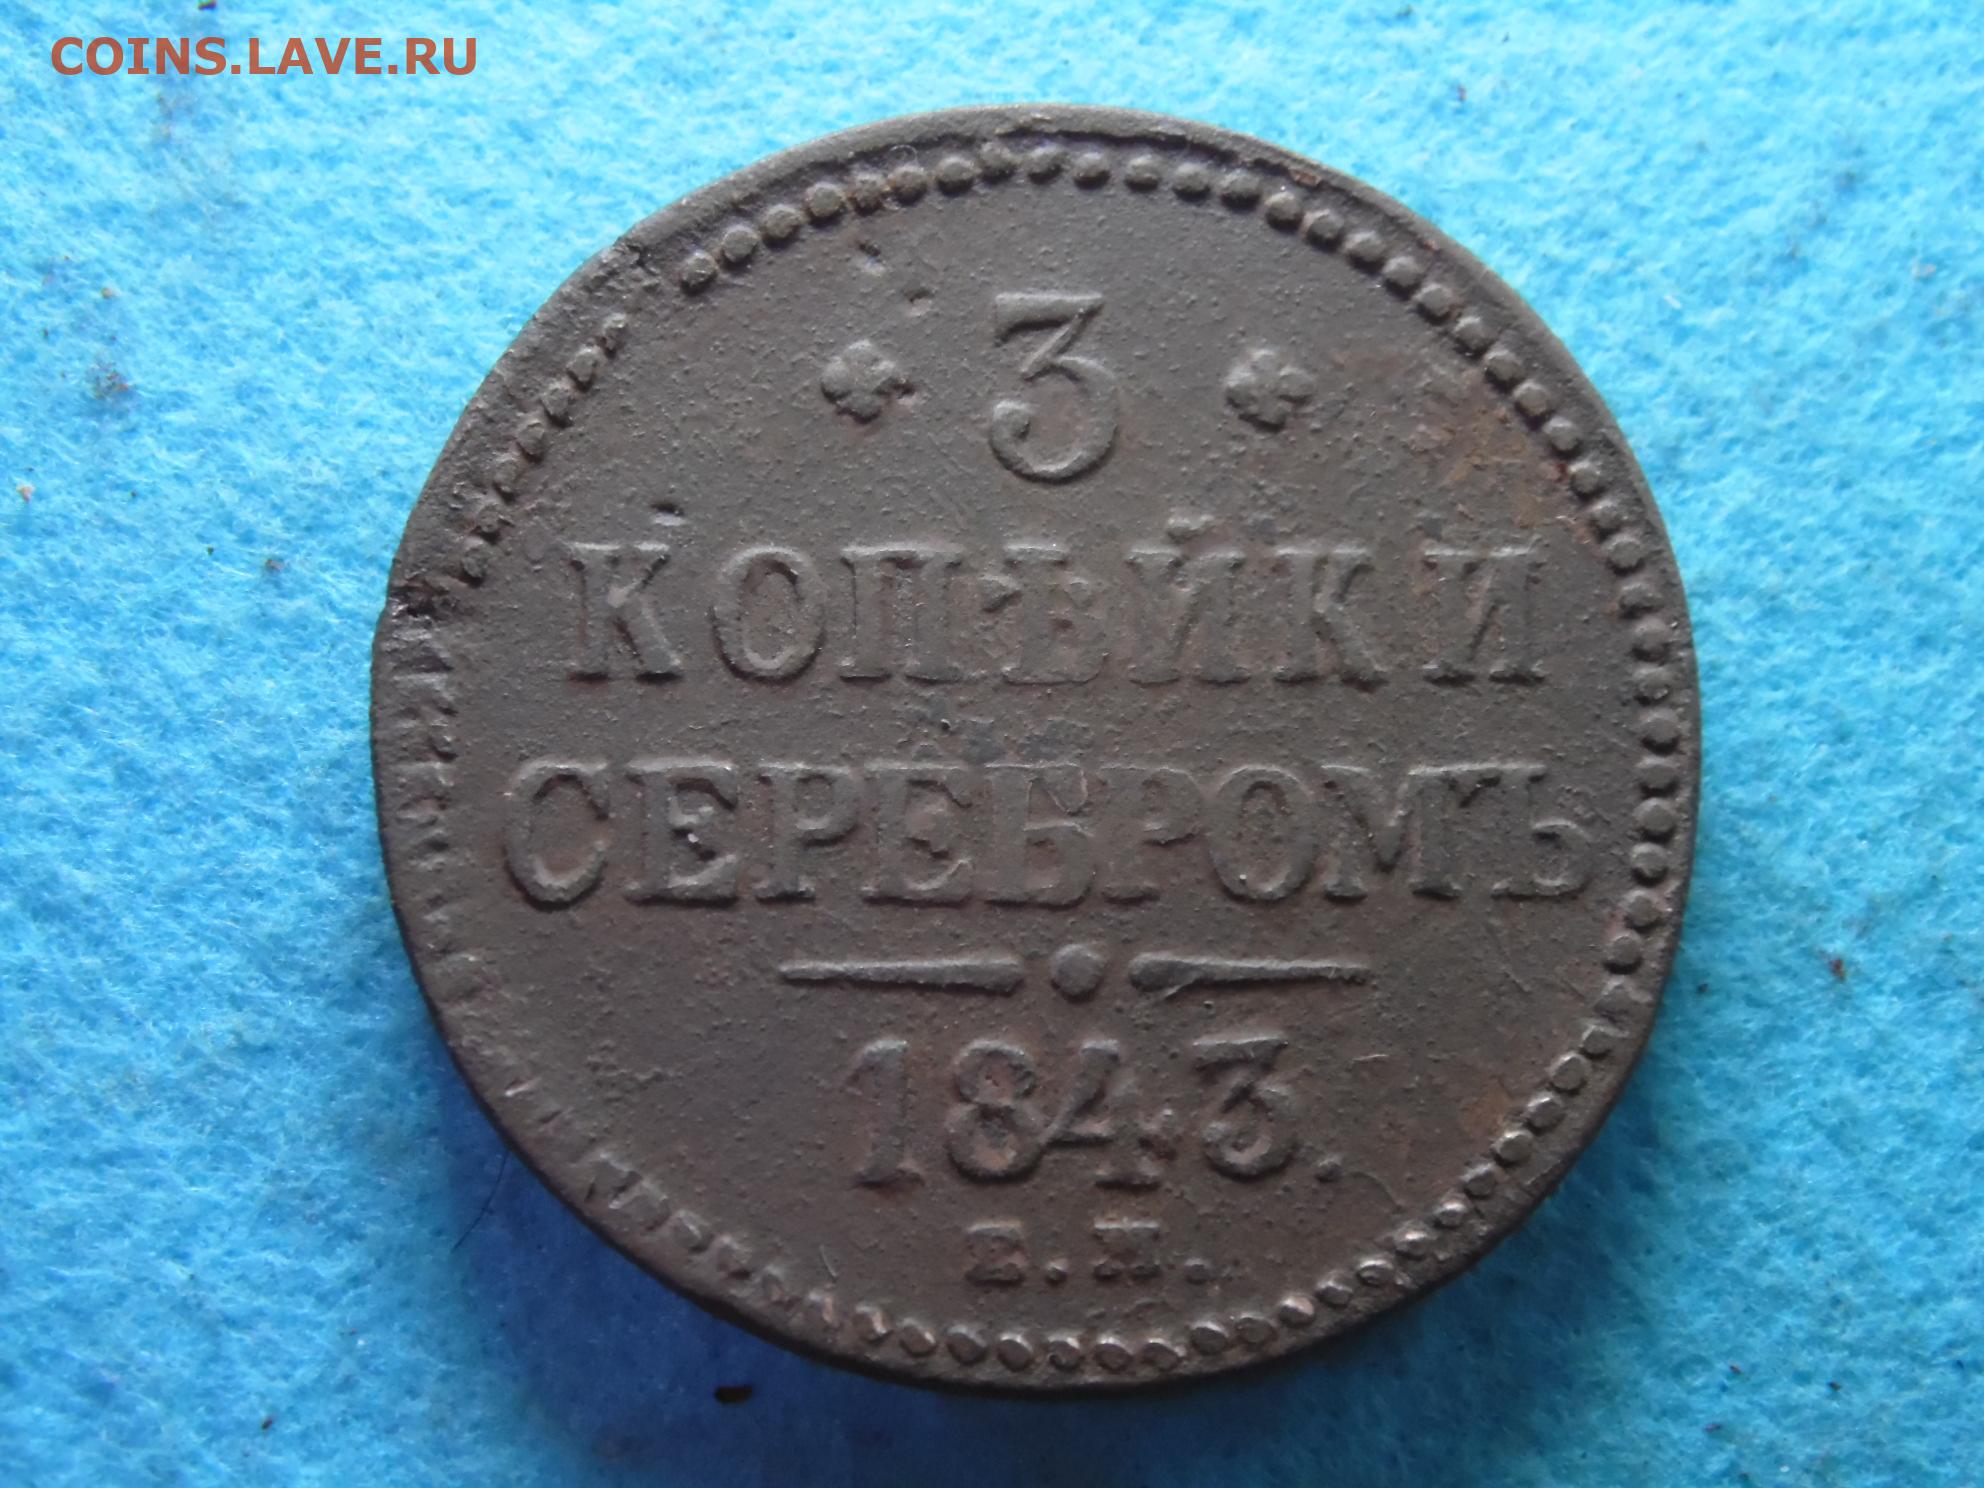 COINS.LAVE.RU
3
КОПѢЙКИ
СЕРЕБРОМЪ
1843.
Е.М.